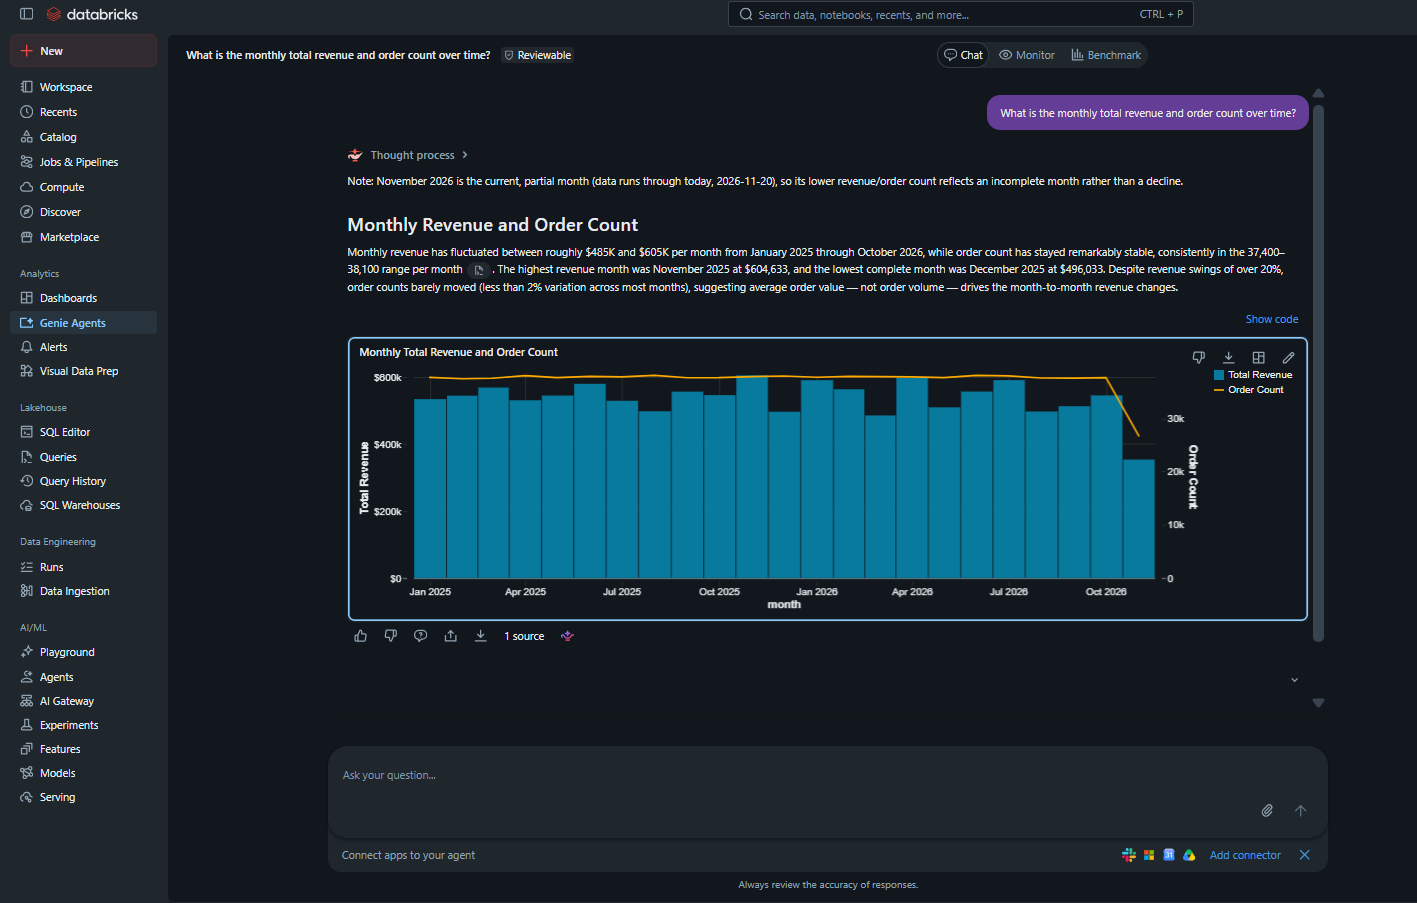 databricks
Search data, notebooks, recents, and more...
CTRL + P
New
Workspace
Recents
Catalog
Jobs & Pipelines
Compute
Discover
Marketplace
Analytics
Dashboards
Genie Agents
Alerts
Visual Data Prep
Lakehouse
SQL Editor
Queries
Query History
SQL Warehouses
Data Engineering
Runs
Data Ingestion
AI/ML
Playground
Agents
AI Gateway
Experiments
Features
Models
Serving
What is the monthly total revenue and order count over time?
Reviewable
Chat
Monitor
Benchmark
What is the monthly total revenue and order count over time?
Thought process
Note: November 2026 is the current, partial month (data runs through today, 2026-11-20), so its lower revenue/order count reflects an incomplete month rather than a decline.
Monthly Revenue and Order Count
Monthly revenue has fluctuated between roughly $485K and $605K per month from January 2025 through October 2026, while order count has stayed remarkably stable, consistently in the 37,400–
38,100 range per month . The highest revenue month was November 2025 at $604,633, and the lowest complete month was December 2025 at $496,033. Despite revenue swings of over 20%,
order counts barely moved (less than 2% variation across most months), suggesting average order value — not order volume — drives the month-to-month revenue changes.
Show code
Monthly Total Revenue and Order Count
Total Revenue
Order Count
$600k
$400k
$200k
$0
Total Revenue
30k
20k
10k
0
Order Count
Jan 2025
Apr 2025
Jul 2025
Oct 2025
Jan 2026
Apr 2026
Jul 2026
Oct 2026
month
1 source
Ask your question...
Connect apps to your agent
31
Add connector
Always review the accuracy of responses.